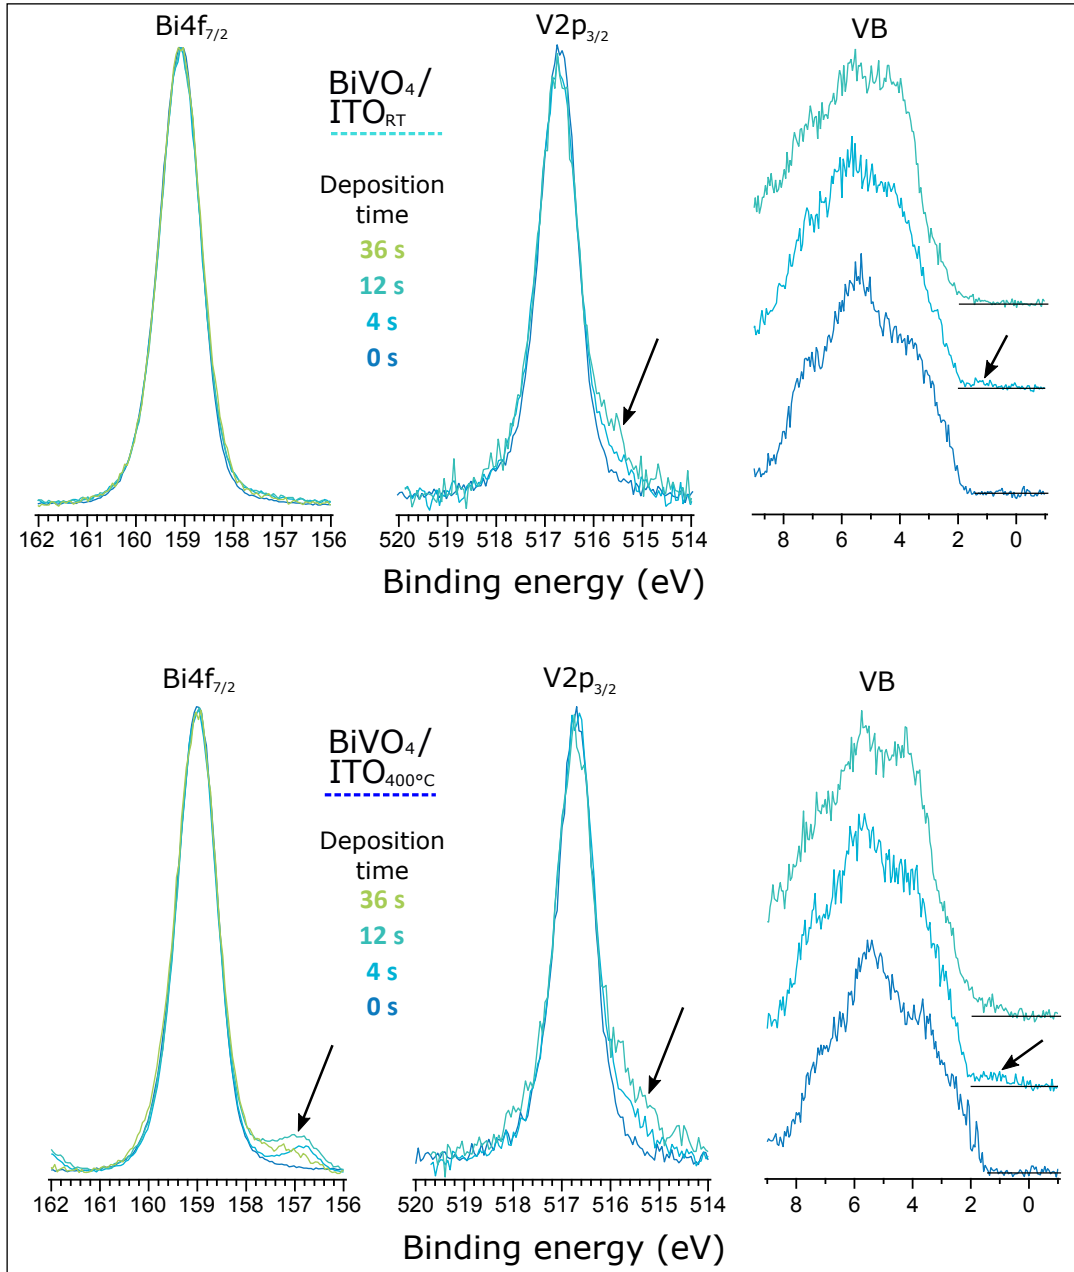 Bi4f7/2 V2p3/2 VB
BiVO4/
ITORT
Deposition
time
36 s
12 s
4 s
0 s
162 161 160 159 158 157 156
520 519 518 517 516 515 514
8 6 4 2 0
Binding energy (eV)
Bi4f7/2 V2p3/2 VB
BiVO4/
ITO400°C
Deposition
time
36 s
12 s
4 s
0 s
162 161 160 159 158 157 156
520 519 518 517 516 515 514
8 6 4 2 0
Binding energy (eV)